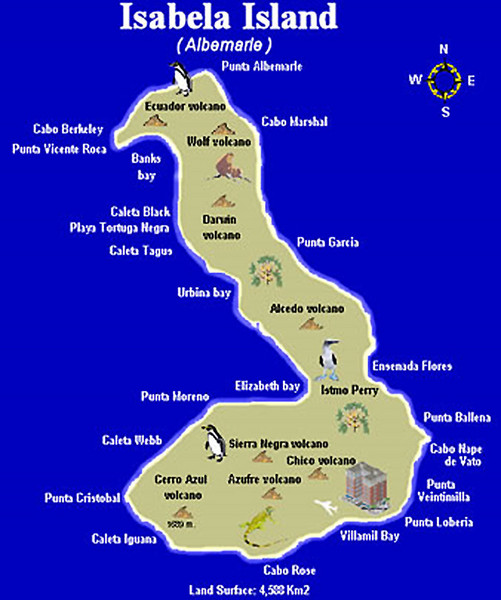 Isabela Island
(Albemarle)
N
Punta Albemarle
W
E
S
Ecuador volcano
Cabo Marshal
Cabo Berkeley
Wolf volcano
Punta Vicente Roca
Banks
bay
Caleta Black
Playa Tortuga Negra
Darwin
volcano
Caleta Tagus
Punta Garcia
Urbina bay
Alcedo volcano
Ensenada Flores
Elizabeth bay
Istmo Perry
Punta Moreno
Punta Ballena
Caleta Webb
Sierra Negra volcano
Cabo Nape
de Vato
Chico volcano
Cerro Azul
volcano
Azufre volcano
Punta
Veintimilla
Punta Cristobal
1689 m.
Punta Loberia
Villamil Bay
Caleta Iguana
Cabo Rose
Land Surface: 4,588 Km2